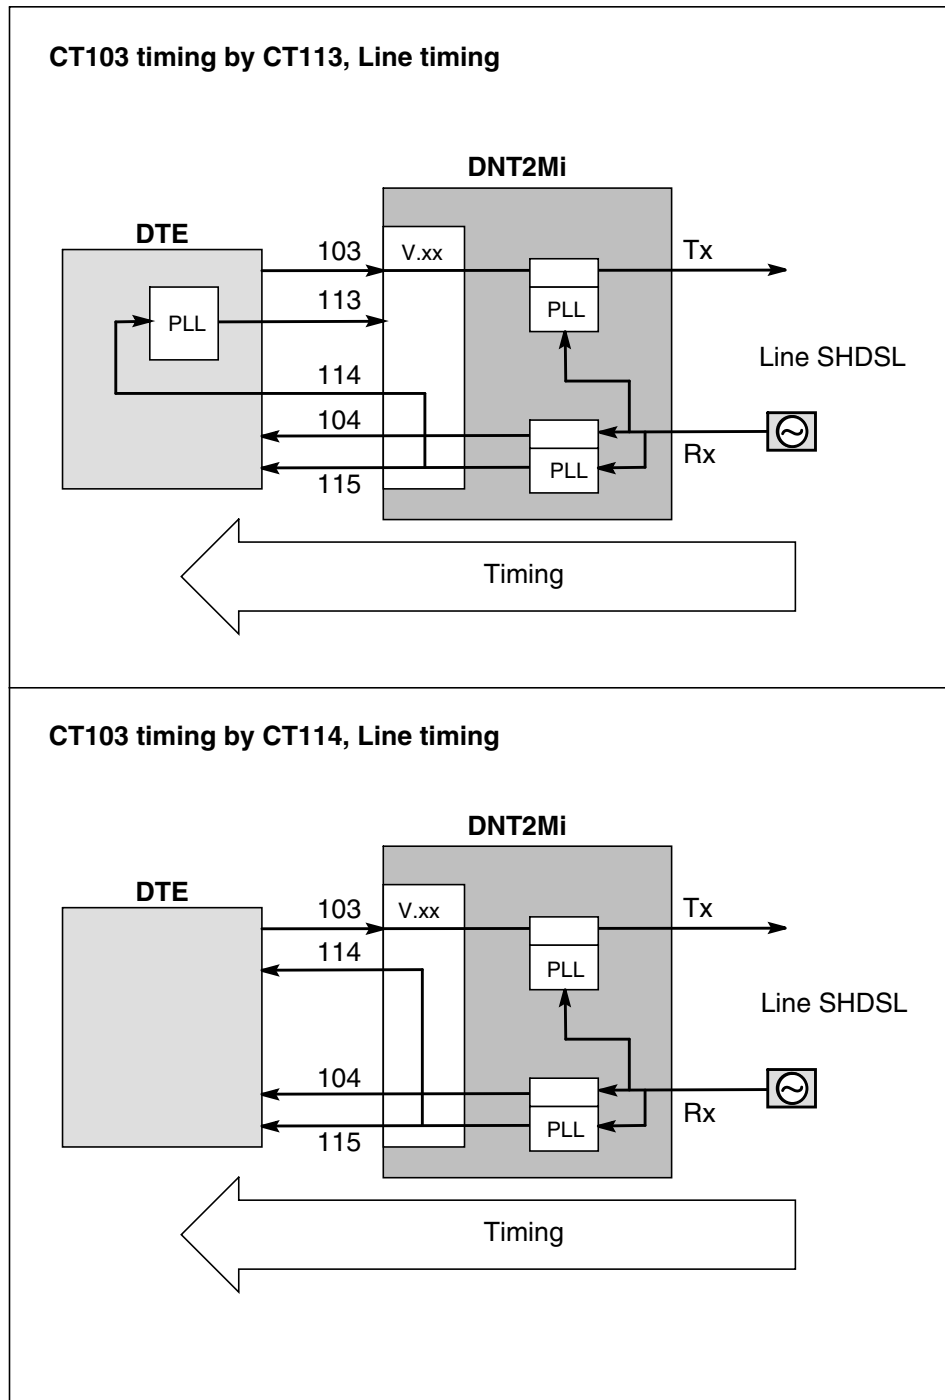 CT103 timing by CT113, Line timing
DNT2Mi
DTE
103
V.xx
Tx
113
PLL
PLL
Line SHDSL
114
104
Rx
PLL
115
Timing
CT103 timing by CT114, Line timing
DNT2Mi
DTE
103
V.xx
Tx
114
PLL
Line SHDSL
104
Rx
PLL
115
Timing